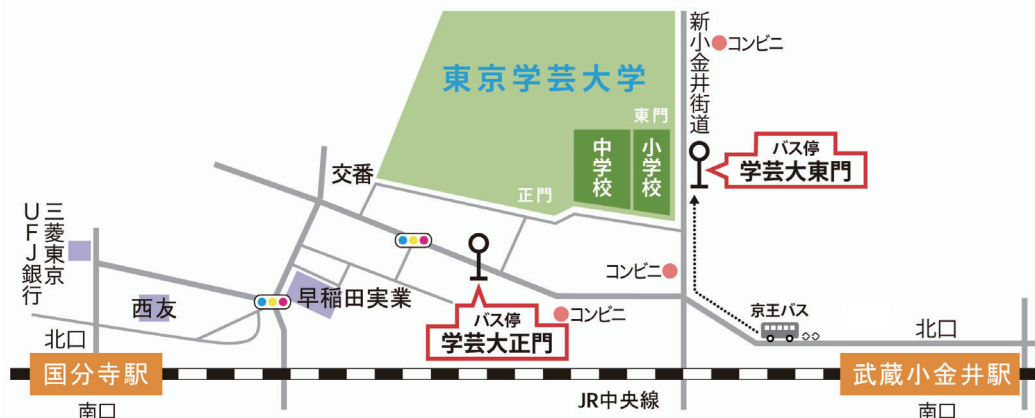 新小金井街道
コンビニ
東京学芸大学
東門
中学校
小学校
バス停
学芸大東門
交番
正門
三菱東京
UFJ銀行
コンビニ
早稲田実業
西友
バス停
学芸大正門
コンビニ
京王バス
北口
北口
国分寺駅
武蔵小金井駅
南口
JR中央線
南口